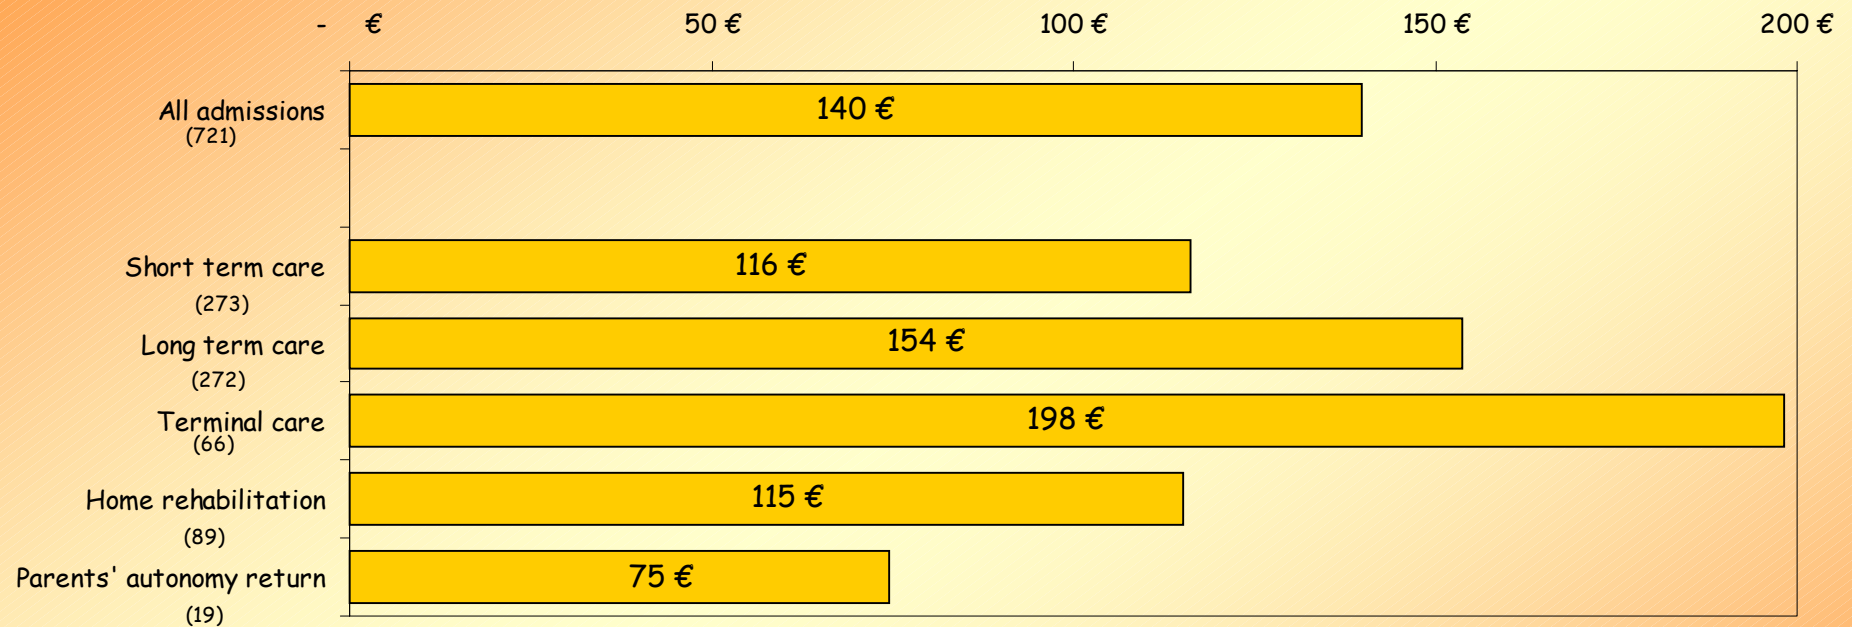 - € 50 € 100 € 150 € 200 €
All admissions 140 €
(721)
Short term care 116 €
(273)
Long term care 154 €
(272)
Terminal care 198 €
(66)
Home rehabilitation 115 €
(89)
Parents' autonomy return 75 €
(19)